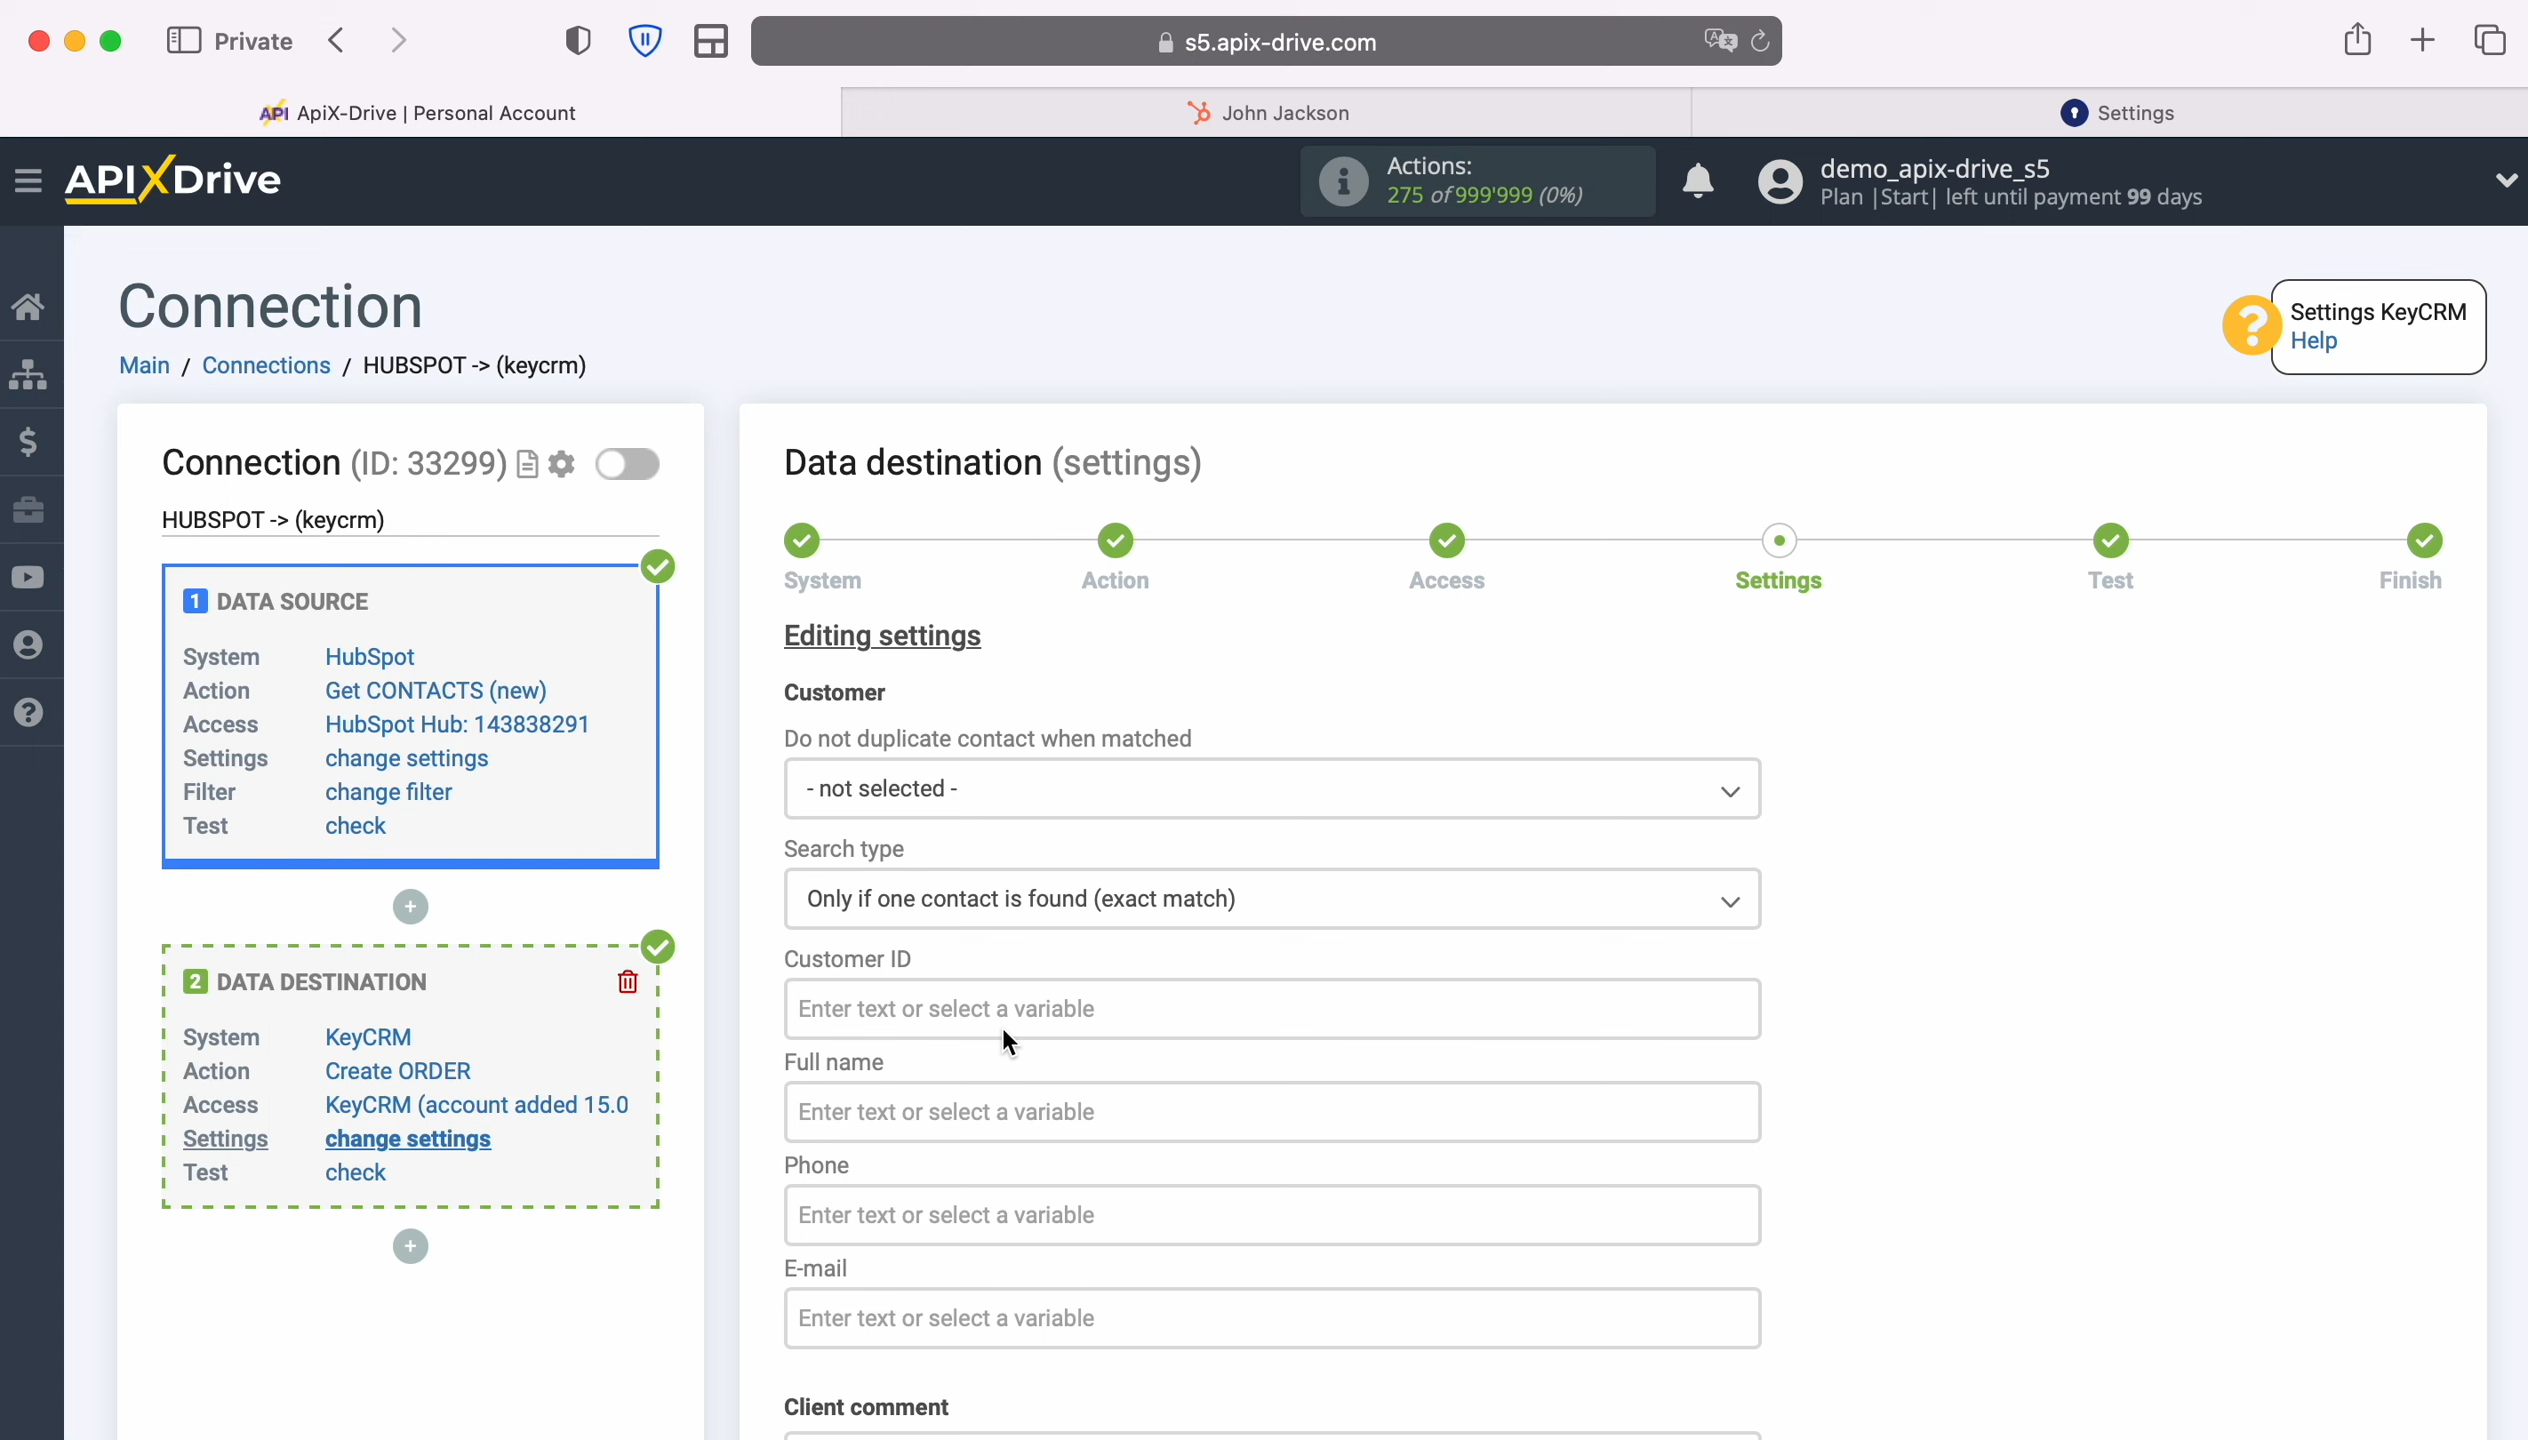 Private
s5.apix-drive.com
API ApiX-Drive | Personal Account
John Jackson
Settings
APIXDrive
Actions:
275 of 999'999 (0%)
demo_apix-drive_s5
Plan |Start| left until payment 99 days
Connection
Main / Connections / HUBSPOT -> (keycrm)
Settings KeyCRM
Help
Connection (ID: 33299)
HUBSPOT -> (keycrm)
1 DATA SOURCE
System HubSpot
Action Get CONTACTS (new)
Access HubSpot Hub: 143838291
Settings change settings
Filter change filter
Test check
2 DATA DESTINATION
System KeyCRM
Action Create ORDER
Access KeyCRM (account added 15.0
Settings change settings
Test check
Data destination (settings)
System
Action
Access
Settings
Test
Finish
Editing settings
Customer
Do not duplicate contact when matched
- not selected -
Search type
Only if one contact is found (exact match)
Customer ID
Enter text or select a variable
Full name
Enter text or select a variable
Phone
Enter text or select a variable
E-mail
Enter text or select a variable
Client comment